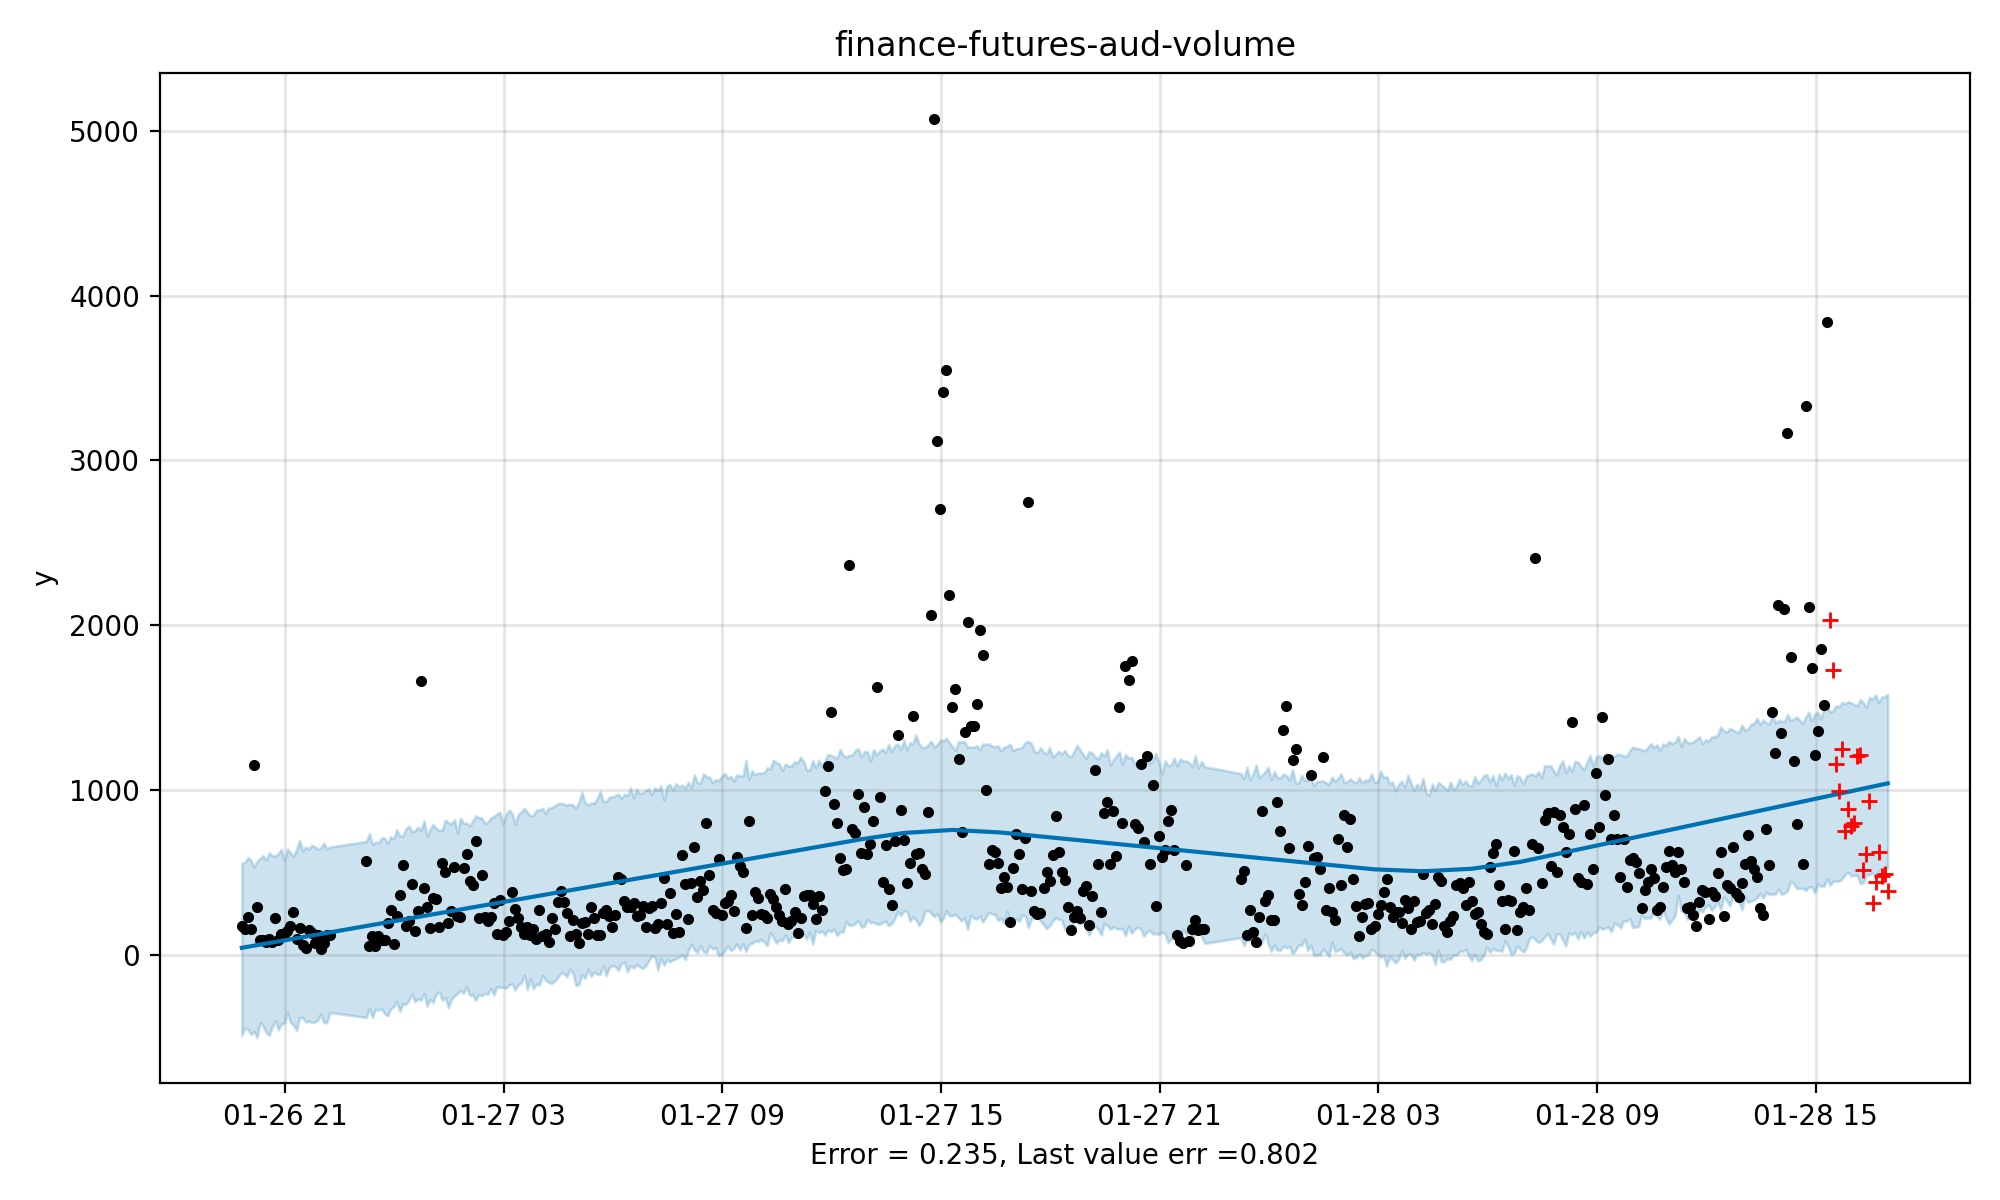 finance-futures-aud-volume
5000
4000
3000
2000
1000
0
y
01-26 21 01-27 03 01-27 09 01-27 15 01-27 21 01-28 03 01-28 09 01-28 15
Error = 0.235, Last value err =0.802